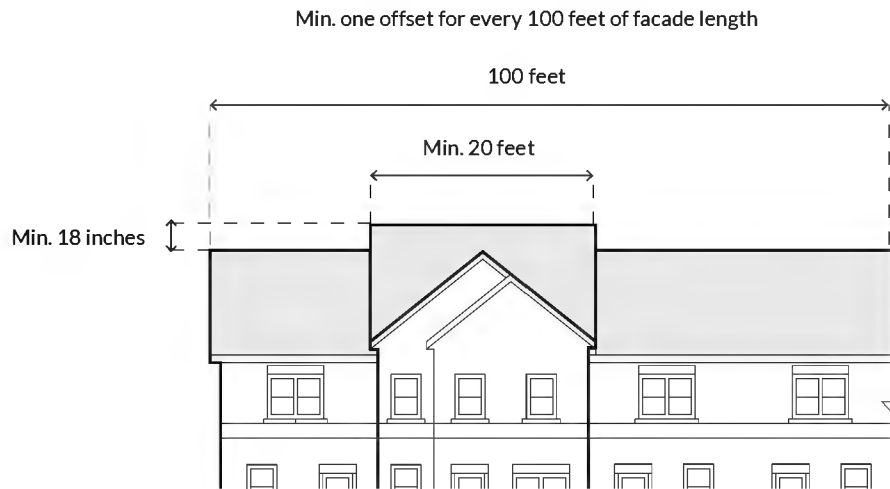 Min. one offset for every 100 feet of facade length
100 feet
Min. 20 feet
Min. 18 inches